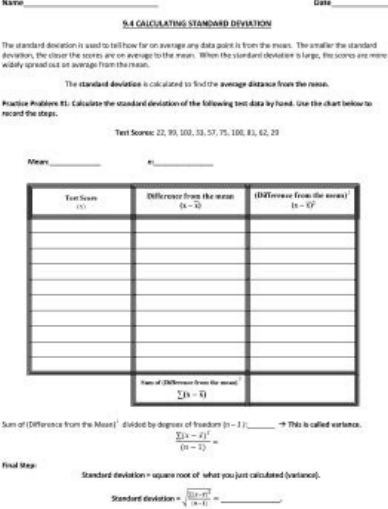 Name Date
9.4 CALCULATING STANDARD DEVIATION
The standard deviation is used to tell how far on average any data point is from the mean. The smaller the standard
deviation, the closer the scores are on average to the mean. When the standard deviation is large, the scores are more
widely spread out on average from the mean.
The standard deviation is calculated to find the average distance from the mean.
Practice Problem #1: Calculate the standard deviation of the following test data by hand. Use the chart below to
record the steps.
Test Scores: 22, 99, 102, 33, 57, 75, 100, 81, 62, 29
Mean: n:
Test Score Difference from the mean (Difference from the mean)²
(x) (x – x̄) (x – x̄)²
Sum of (Difference from the mean)²
∑(x – x̄)
Sum of (Difference from the Mean)² divided by degrees of freedom (n – 1): → This is called variance.
∑(x – x̄)² / (n – 1) =
Final Step:
Standard deviation = square root of what you just calculated (variance).
Standard deviation = √(∑(x–x̄)² / (n–1)) = .